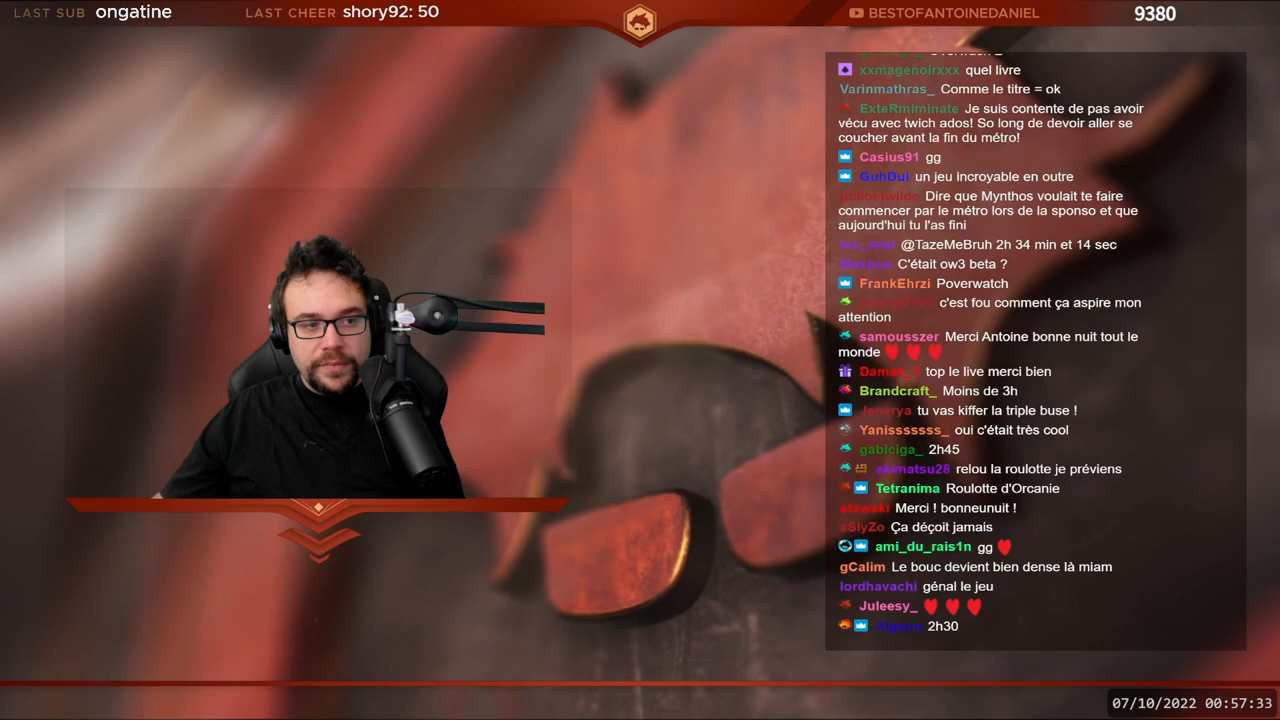 LAST SUB ongatine
LAST CHEER shory92: 50
BESTOFANTOINEDANIEL
9380
xxmagenoirxxx quel livre
Varinmathras_ Comme le titre = ok
ExteRmiminate Je suis contente de pas avoir
vécu avec twich ados! So long de devoir aller se
coucher avant la fin du métro!
Casius91 gg
GuhDui un jeu incroyable en outre
Dire que Mynthos voulait te faire
commencer par le métro lors de la sponso et que
aujourd'hui tu l'as fini
@TazeMeBruh 2h 34 min et 14 sec
C'était ow3 beta ?
FrankEhrzi Poverwatch
c'est fou comment ça aspire mon
attention
samousszer Merci Antoine bonne nuit tout le
monde
top le live merci bien
Brandcraft_ Moins de 3h
Jenarya tu vas kiffer la triple buse !
Yanisssssss_ oui c'était très cool
gabiciga_ 2h45
akimatsu28 relou la roulotte je préviens
Tetranima Roulotte d'Orcanie
Merci ! bonneunuit !
xSlyZo Ça déçoit jamais
ami_du_rais1n gg
gCalim Le bouc devient bien dense là miam
lordhavachi génal le jeu
Juleesy_
2h30
07/10/2022 00:57:33